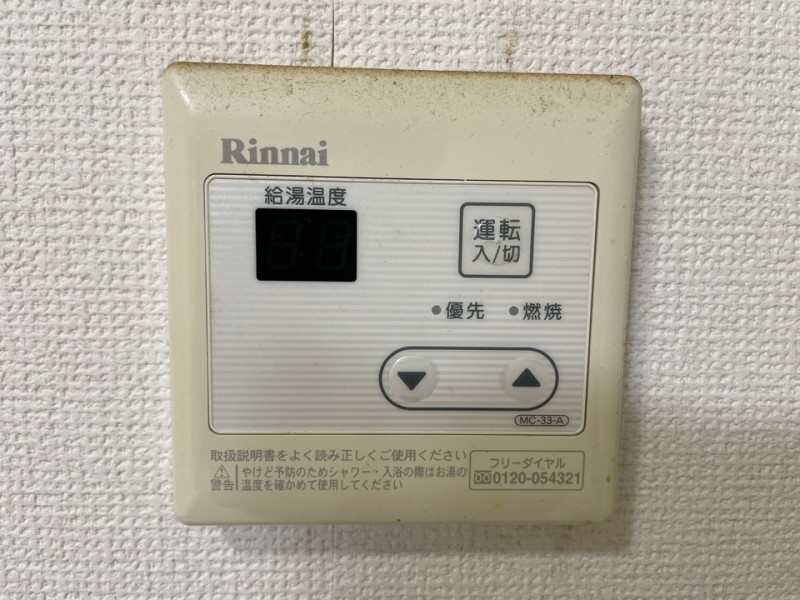 Rinnai
給湯温度
運転
入/切
優先
燃焼
MC-33-A
取扱説明書をよく読み正しくご使用ください
警告
やけど予防のためシャワー・入浴の際はお湯の
温度を確かめて使用してください
フリーダイヤル
0120-054321